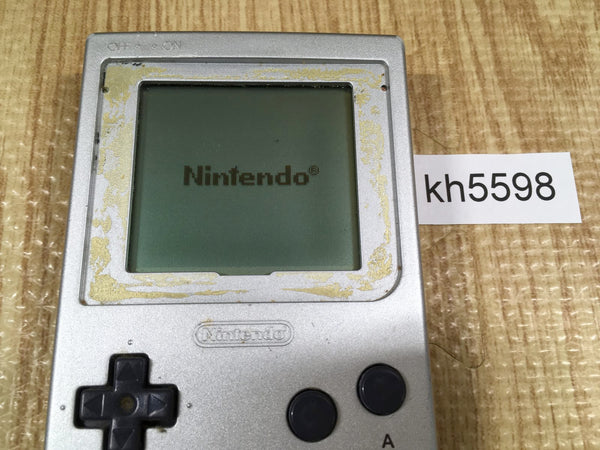 OFF ON
Nintendo®
kh5598
Nintendo
A